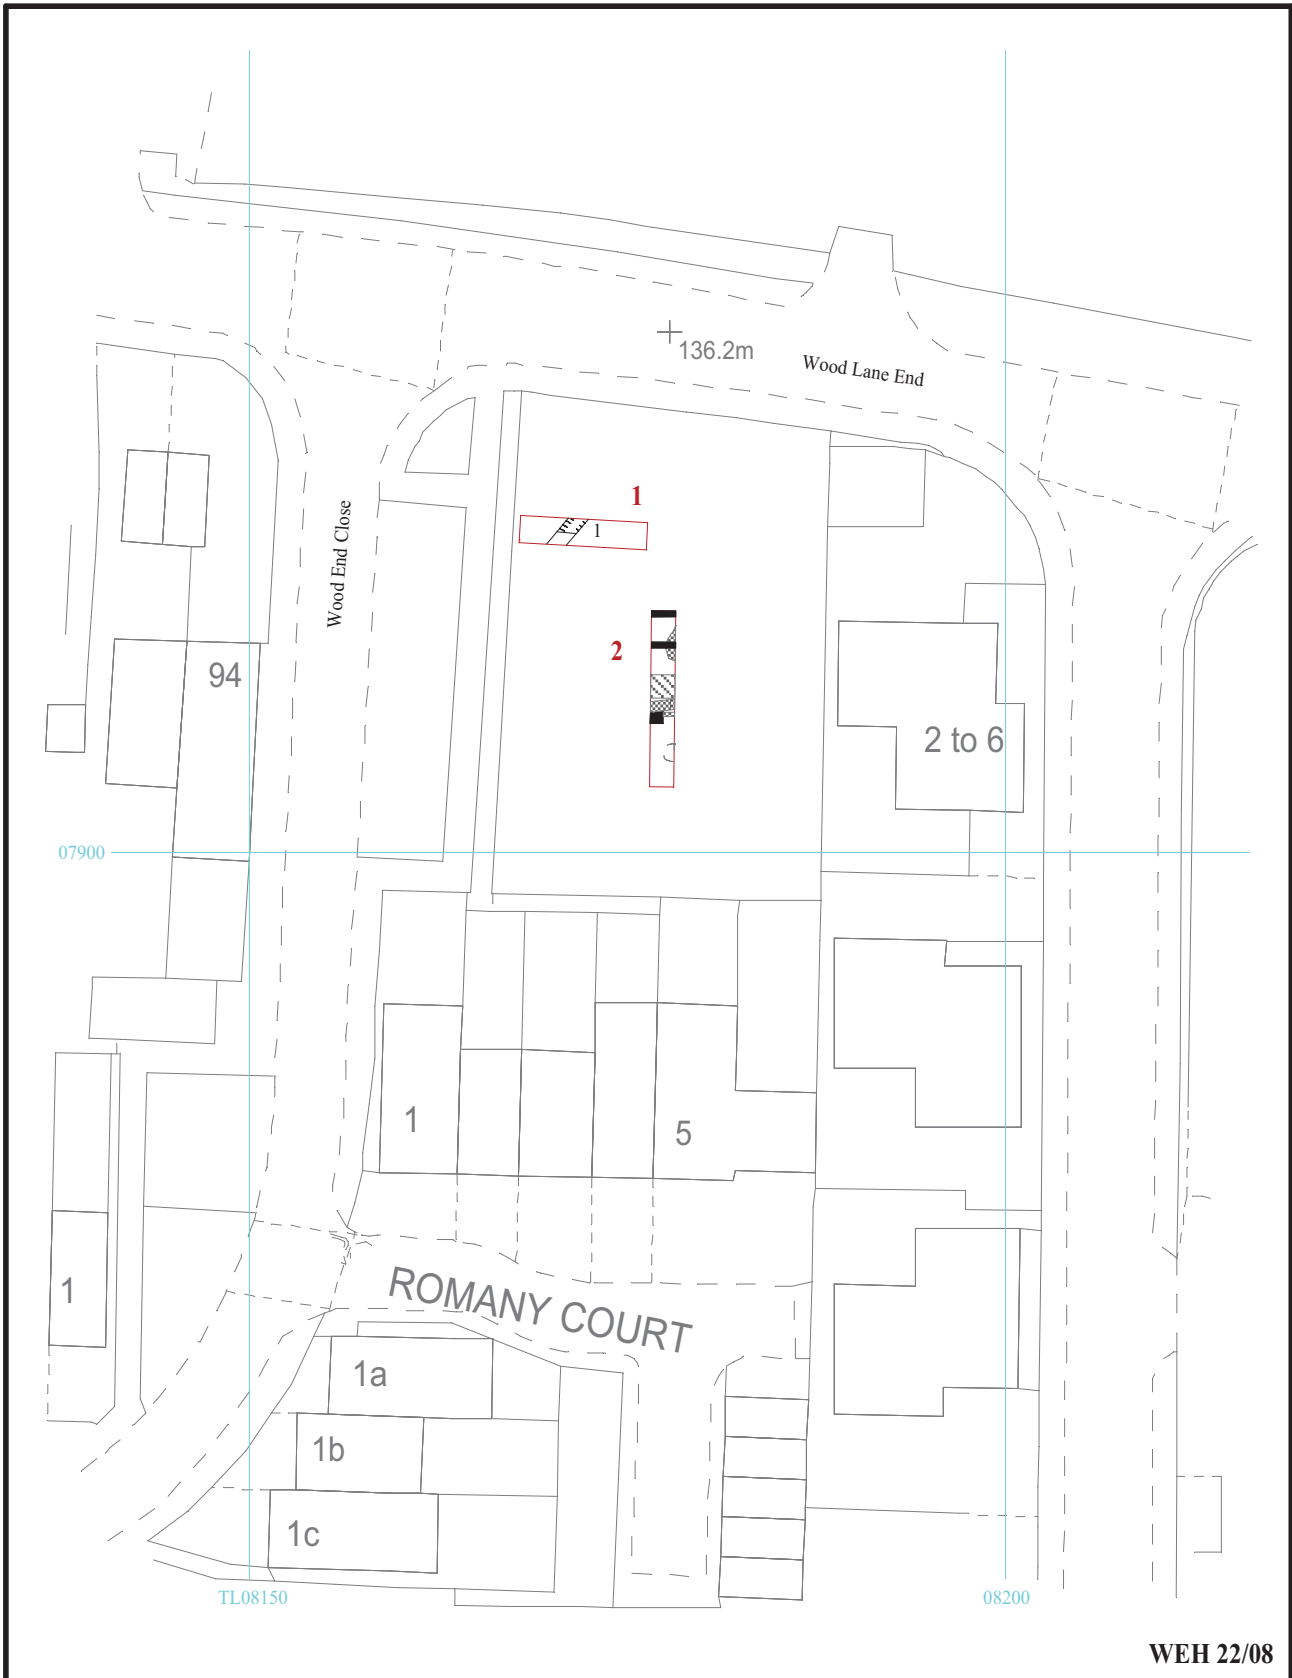 136.2m
Wood Lane End
1
1
Wood End Close
2
94
2 to 6
07900
1
5
1
ROMANY COURT
1a
1b
1c
TL08150
08200
WEH 22/08